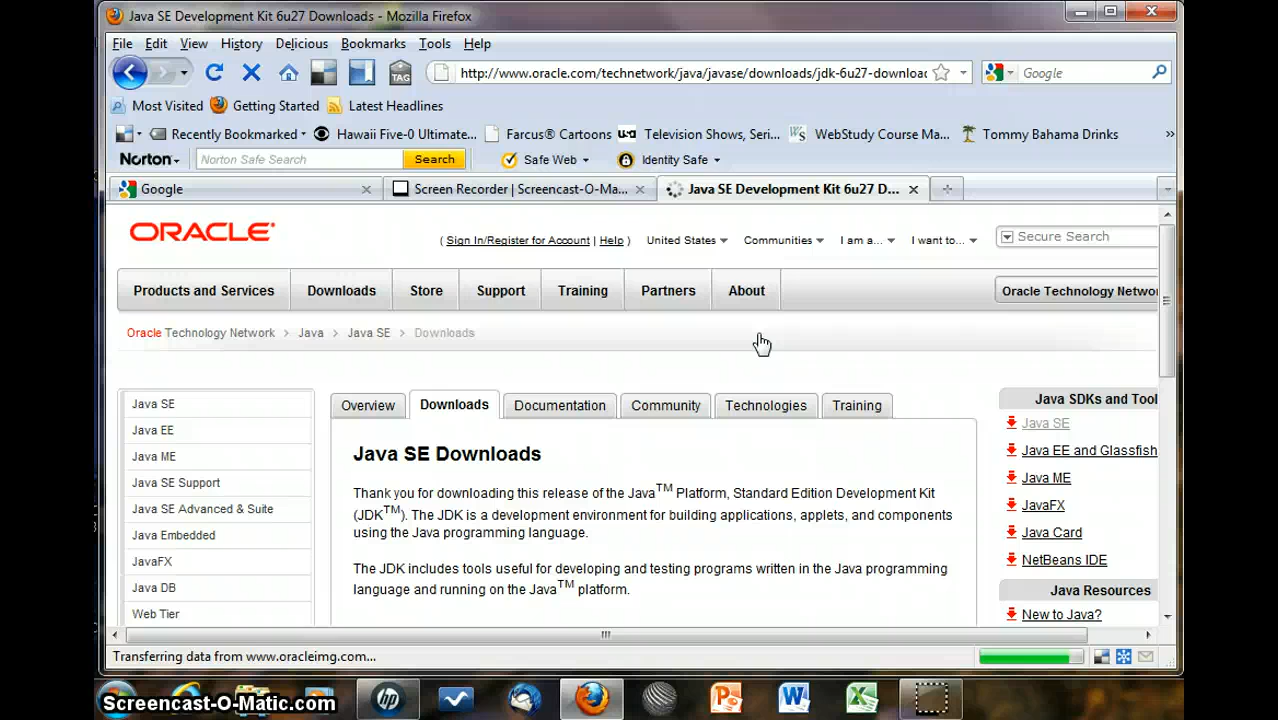 Java SE Development Kit 6u27 Downloads - Mozilla Firefox
File Edit View History Delicious Bookmarks Tools Help
TAG http://www.oracle.com/technetwork/java/javase/downloads/jdk-6u27-downloa Google
Most Visited Getting Started Latest Headlines
Recently Bookmarked Hawaii Five-0 Ultimate... Farcus® Cartoons usa Television Shows, Seri... WS WebStudy Course Ma... Tommy Bahama Drinks »
Norton Norton Safe Search Search Safe Web Identity Safe
Google Screen Recorder | Screencast-O-Ma... Java SE Development Kit 6u27 D...
ORACLE® ( Sign In/Register for Account | Help ) United States Communities I am a... I want to... Secure Search
Products and Services Downloads Store Support Training Partners About Oracle Technology Networ
Oracle Technology Network > Java > Java SE > Downloads
Java SE
Java EE
Java ME
Java SE Support
Java SE Advanced & Suite
Java Embedded
JavaFX
Java DB
Web Tier
Overview Downloads Documentation Community Technologies Training
Java SE Downloads
Thank you for downloading this release of the Java™ Platform, Standard Edition Development Kit
(JDK™). The JDK is a development environment for building applications, applets, and components
using the Java programming language.
The JDK includes tools useful for developing and testing programs written in the Java programming
language and running on the Java™ platform.
Java SDKs and Tool
Java SE
Java EE and Glassfish
Java ME
JavaFX
Java Card
NetBeans IDE
Java Resources
New to Java?
Transferring data from www.oracleimg.com...
Screencast-O-Matic.com
hp